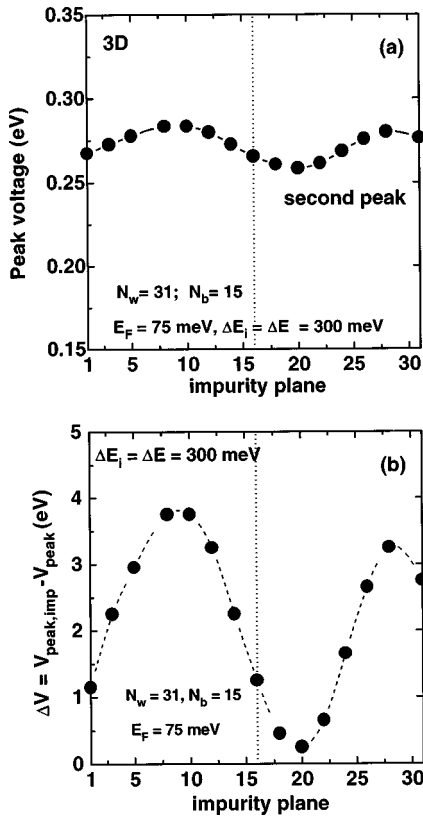 3D
(a)
0.35
0.30
0.25
0.20
0.15
Peak voltage (eV)
second peak
N_w = 31; N_b = 15
E_F = 75 meV, ΔE_i = ΔE = 300 meV
1 5 10 15 20 25 30
impurity plane
ΔE_i = ΔE = 300 meV
(b)
5
4
3
2
1
0
ΔV = V_peak,imp - V_peak (eV)
N_w = 31, N_b = 15
E_F = 75 meV
1 5 10 15 20 25 30
impurity plane